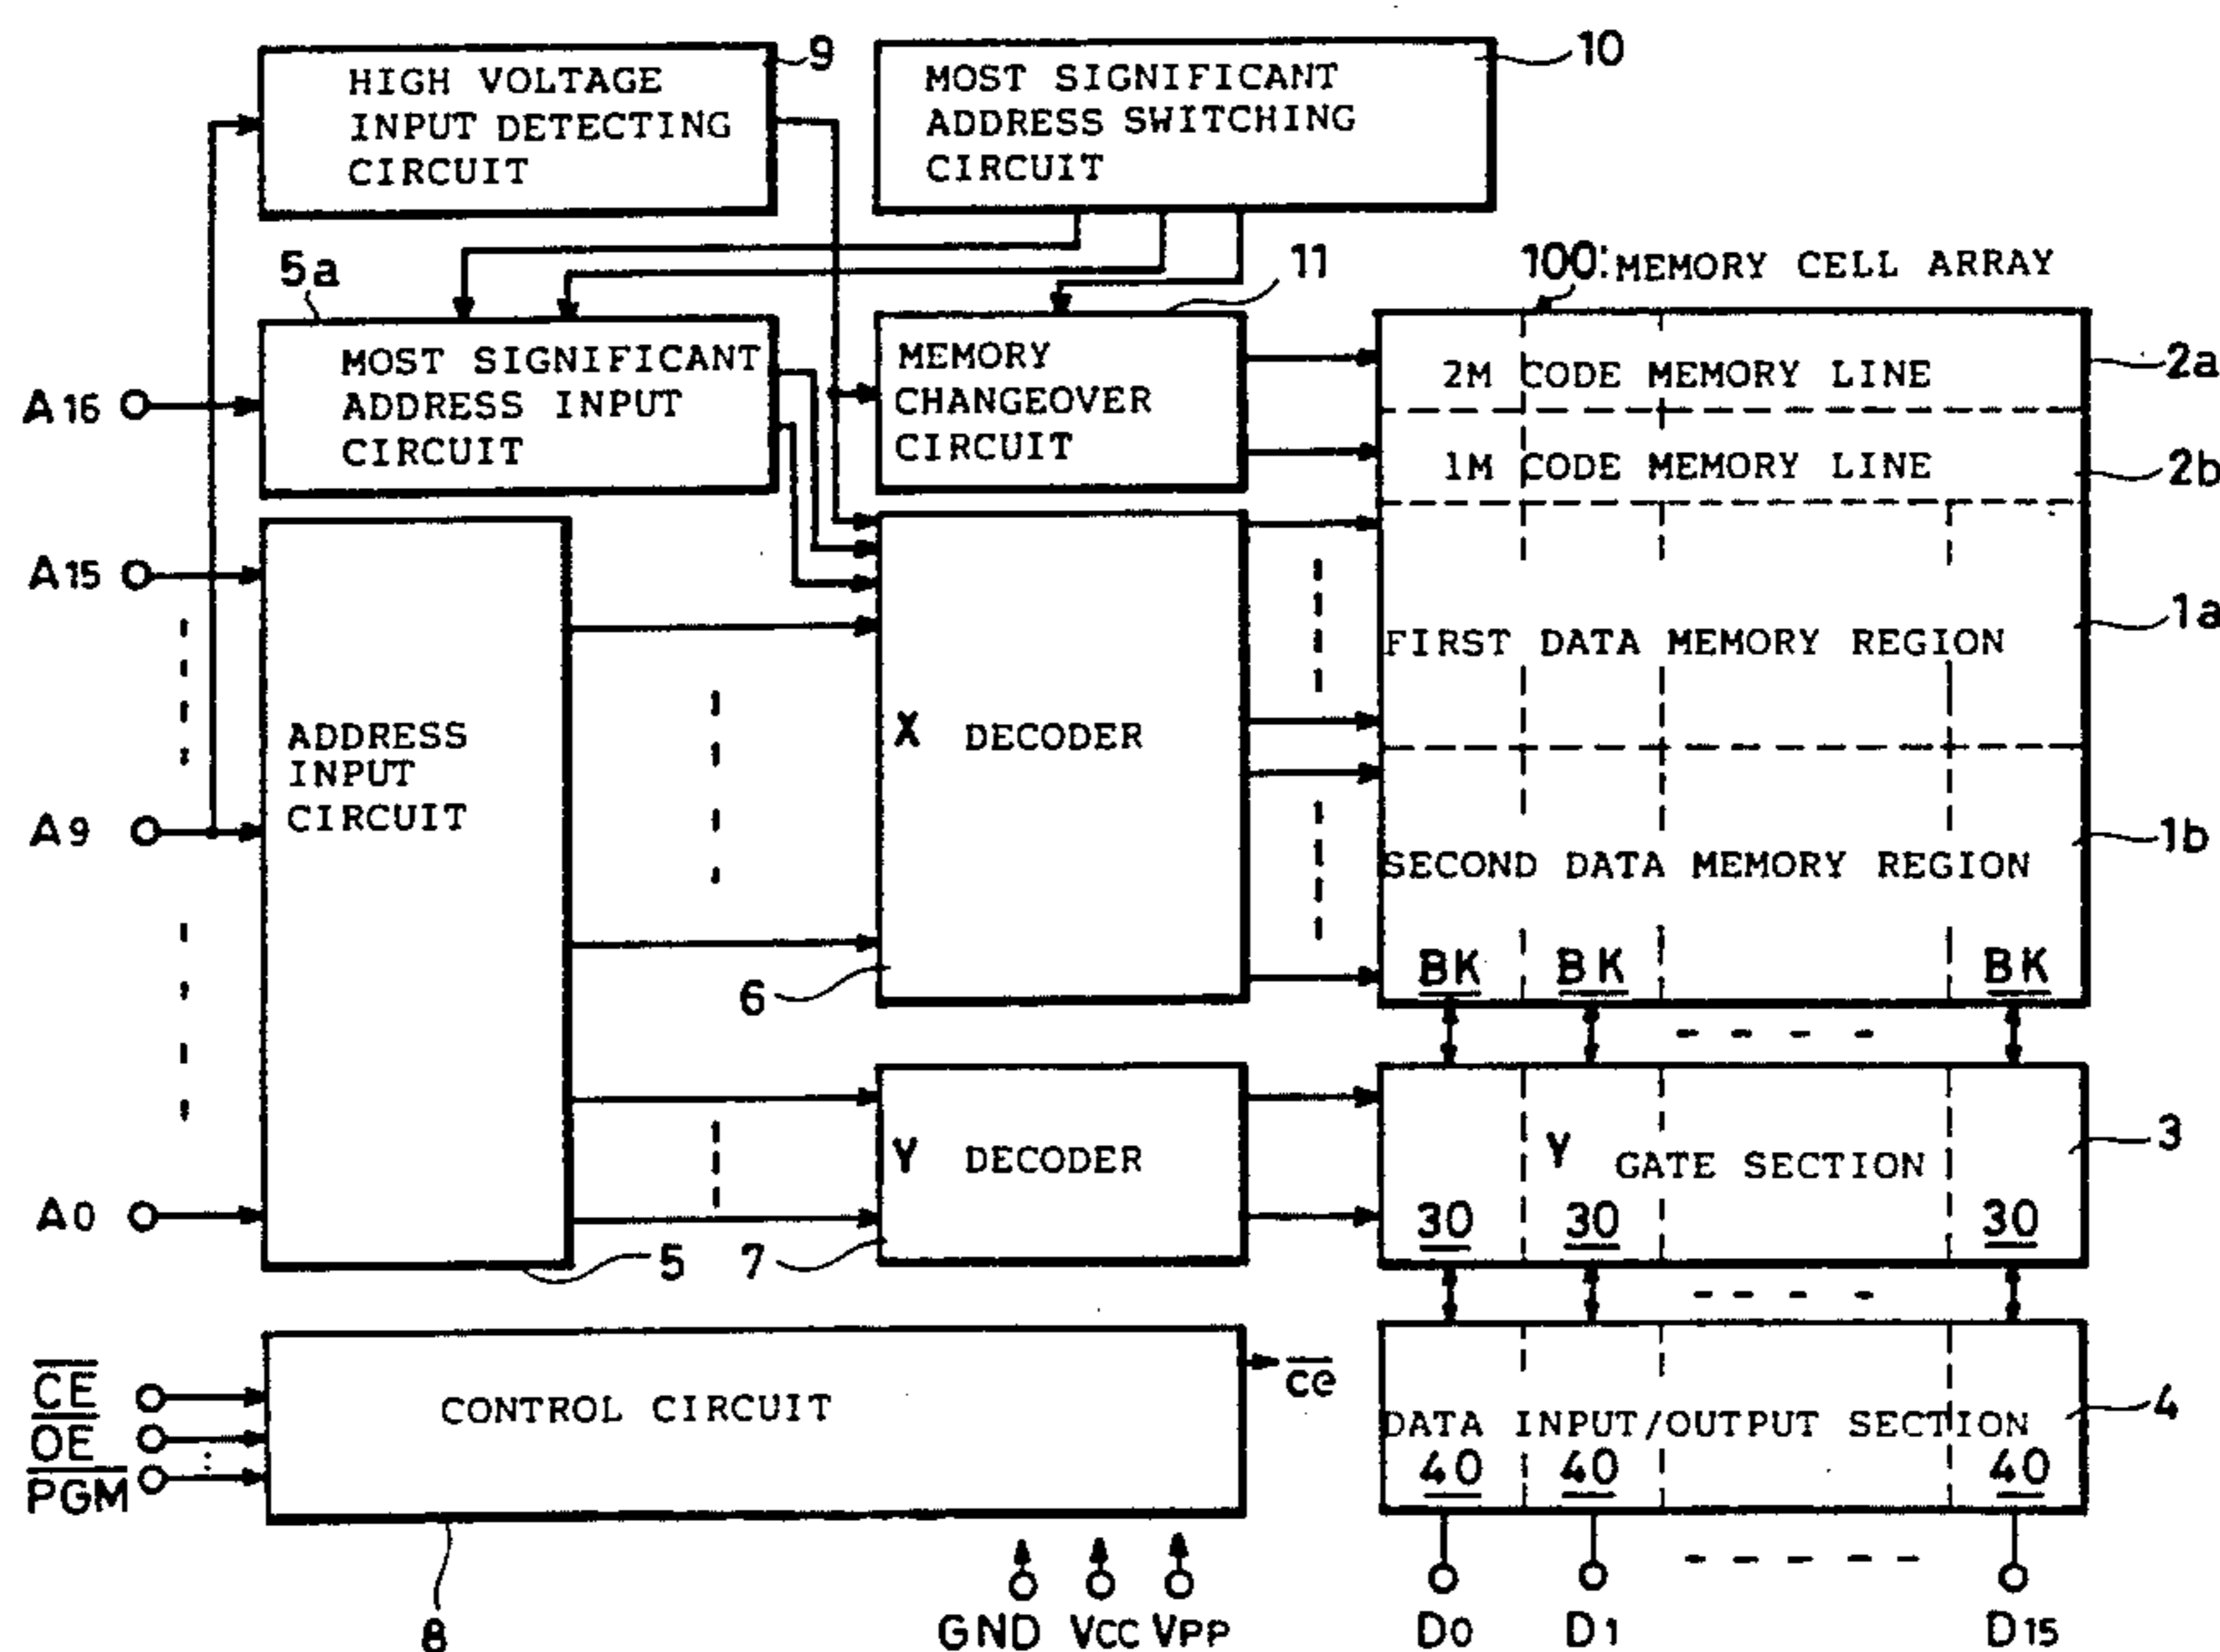 HIGH VOLTAGE
INPUT DETECTING
CIRCUIT
9
MOST SIGNIFICANT
ADDRESS SWITCHING
CIRCUIT
10
5a
11
100: MEMORY CELL ARRAY
A16
MOST SIGNIFICANT
ADDRESS INPUT
CIRCUIT
MEMORY
CHANGEOVER
CIRCUIT
2M CODE MEMORY LINE
2a
1M CODE MEMORY LINE
2b
A15
A9
A0
ADDRESS
INPUT
CIRCUIT
5
X DECODER
6
FIRST DATA MEMORY REGION
1a
SECOND DATA MEMORY REGION
1b
BK BK BK
Y DECODER
7
Y GATE SECTION
3
30 30 30
CE
OE
PGM
CONTROL CIRCUIT
8
ce
DATA INPUT/OUTPUT SECTION
4
40 40 40
GND VCC VPP
D0 D1 D15